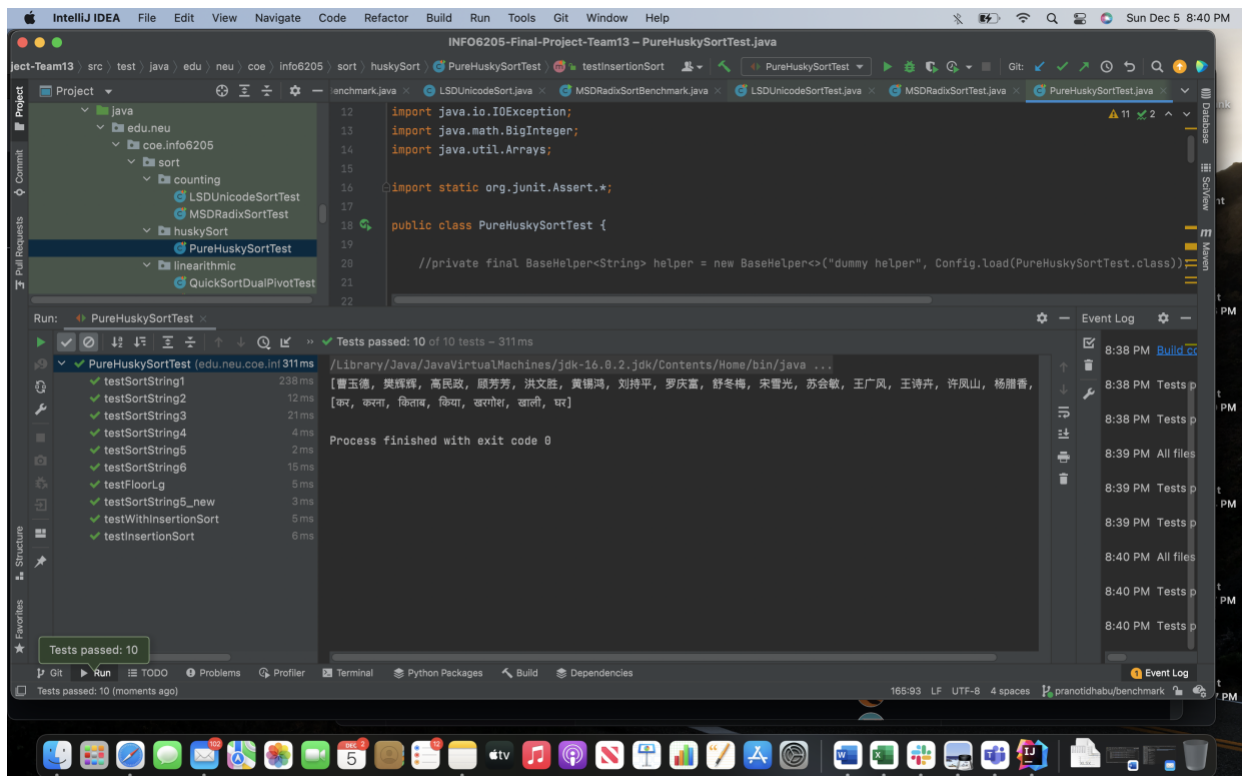 IntelliJ IDEA File Edit View Navigate Code Refactor Build Run Tools Git Window Help Sun Dec 5 8:40 PM
INFO6205-Final-Project-Team13 – PureHuskySortTest.java
ject-Team13 src test java edu neu coe info6205 sort huskySort PureHuskySortTest testInsertionSort PureHuskySortTest Git:
Project enchmark.java LSDUnicodeSort.java MSDRadixSortBenchmark.java LSDUnicodeSortTest.java MSDRadixSortTest.java PureHuskySortTest.java
Project
Commit
Pull Requests
Structure
Favorites
java
edu.neu
coe.info6205
sort
counting
LSDUnicodeSortTest
MSDRadixSortTest
huskySort
PureHuskySortTest
linearithmic
QuickSortDualPivotTest
12 import java.io.IOException;
13 import java.math.BigInteger;
14 import java.util.Arrays;
15
16 import static org.junit.Assert.*;
17
18 public class PureHuskySortTest {
19
20 //private final BaseHelper<String> helper = new BaseHelper<>("dummy helper", Config.load(PureHuskySortTest.class));
21
22
11 2
Database
SciView
Maven
Run: PureHuskySortTest
Tests passed: 10 of 10 tests – 311 ms
PureHuskySortTest (edu.neu.coe.inf 311 ms
testSortString1 238 ms
testSortString2 12 ms
testSortString3 21 ms
testSortString4 4 ms
testSortString5 2 ms
testSortString6 15 ms
testFloorLg 5 ms
testSortString5_new 3 ms
testWithInsertionSort 5 ms
testInsertionSort 6 ms
/Library/Java/JavaVirtualMachines/jdk-16.0.2.jdk/Contents/Home/bin/java ...
[曹玉德, 樊辉辉, 高民政, 顾芳芳, 洪文胜, 黄锡鸿, 刘持平, 罗庆富, 舒冬梅, 宋雪光, 苏会敏, 王广风, 王诗卉, 许凤山, 杨腊香,
[कर, करना, किताब, किया, खरगोश, खाली, घर]
Process finished with exit code 0
Event Log
8:38 PM Build co
8:38 PM Tests p
8:38 PM Tests p
8:39 PM All files
8:39 PM Tests p
8:39 PM Tests p
8:40 PM All files
8:40 PM Tests p
8:40 PM Tests p
Tests passed: 10
Git Run TODO Problems Profiler Terminal Python Packages Build Dependencies 1 Event Log
Tests passed: 10 (moments ago) 165:93 LF UTF-8 4 spaces pranotidhabu/benchmark
102
DEC 5
2
12
tv